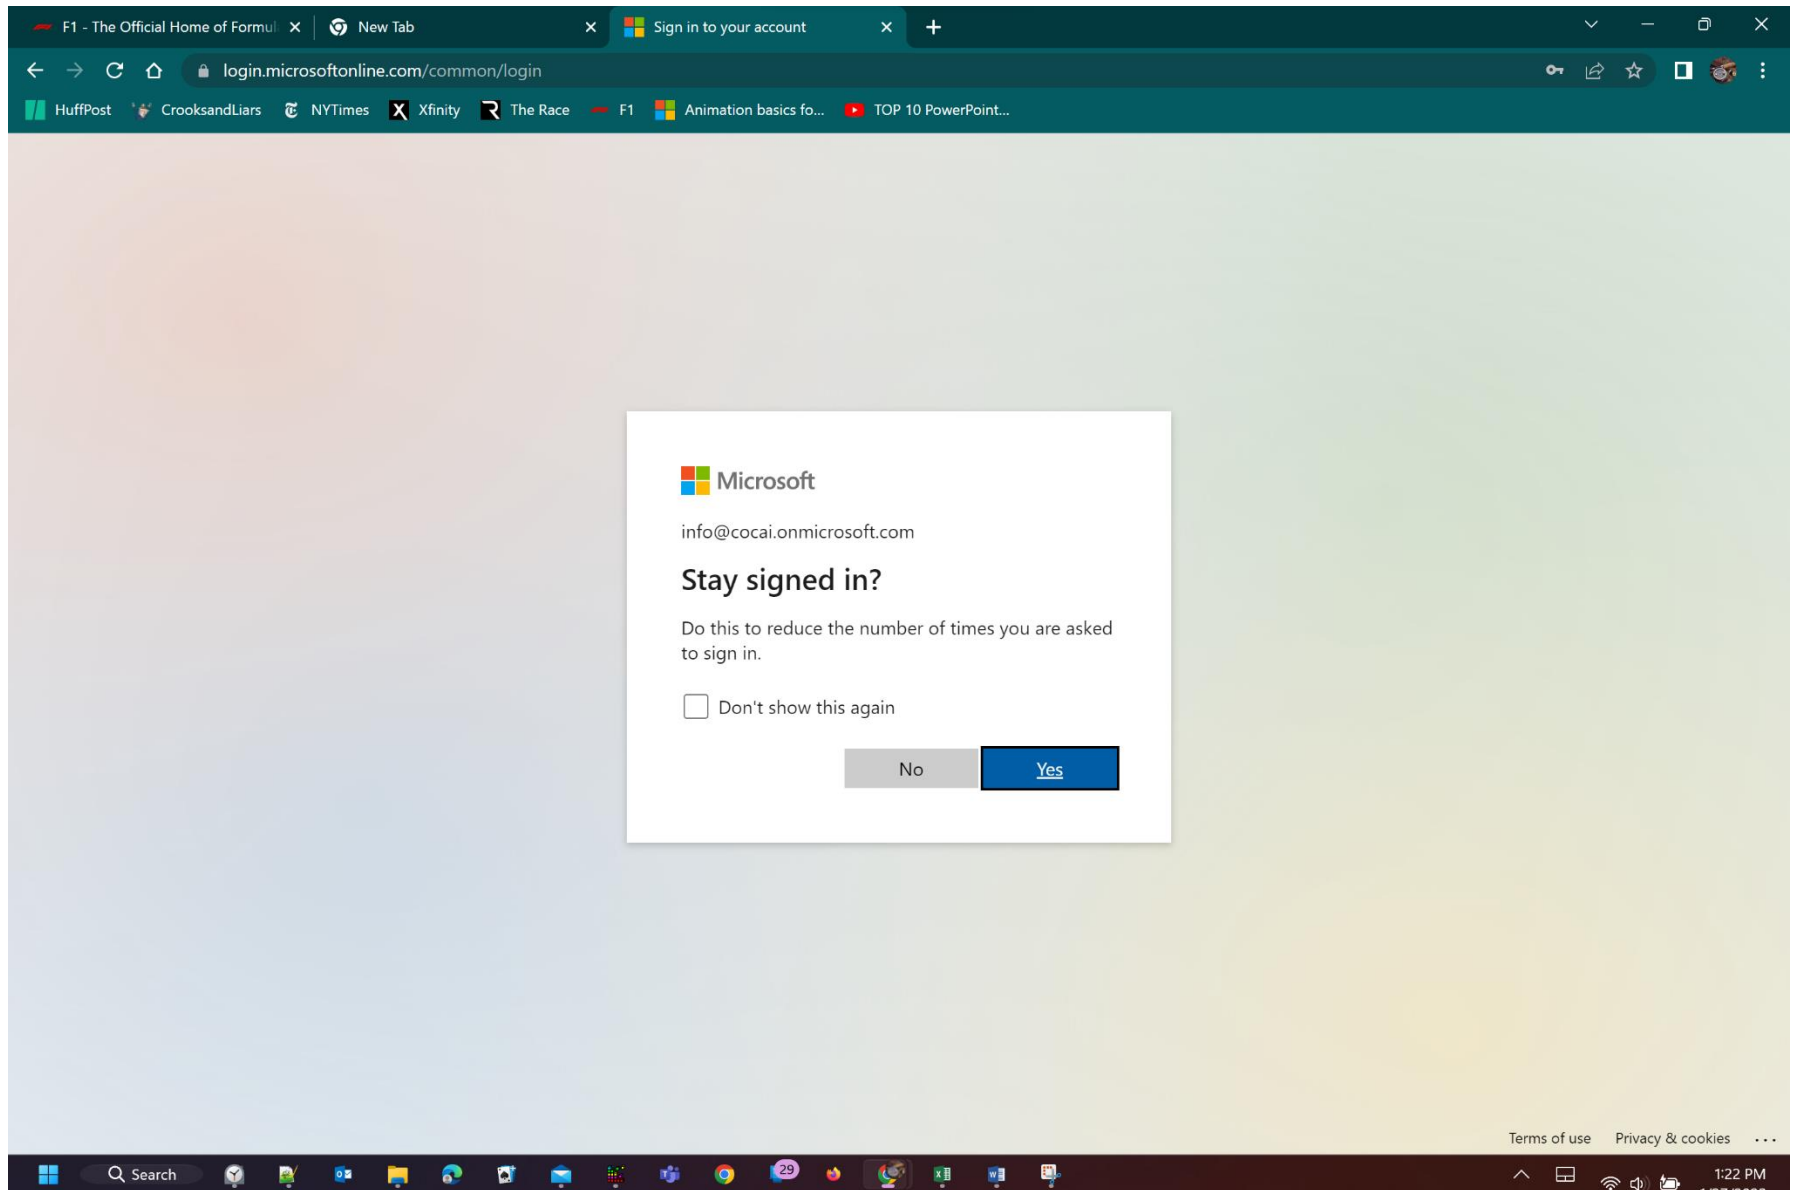 F1 - The Official Home of Formul
New Tab
Sign in to your account
login.microsoftonline.com/common/login
HuffPost CrooksandLiars NYTimes Xfinity The Race F1 Animation basics fo... TOP 10 PowerPoint...
Microsoft
info@cocai.onmicrosoft.com
Stay signed in?
Do this to reduce the number of times you are asked
to sign in.
Don't show this again
No Yes
Terms of use Privacy & cookies ...
Search 29 1:22 PM